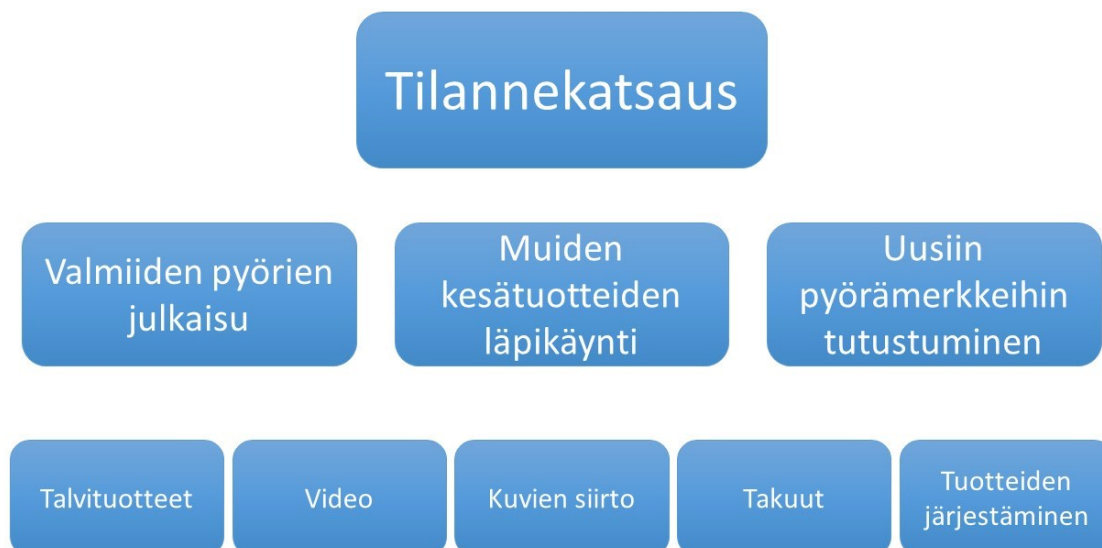 Tilannekatsaus
Valmiiden pyörien
julkaisu
Muiden
kesätuotteiden
läpikäynti
Uusiin
pyörämerkkeihin
tutustuminen
Talvituotteet
Video
Kuvien siirto
Takuut
Tuotteiden
järjestäminen